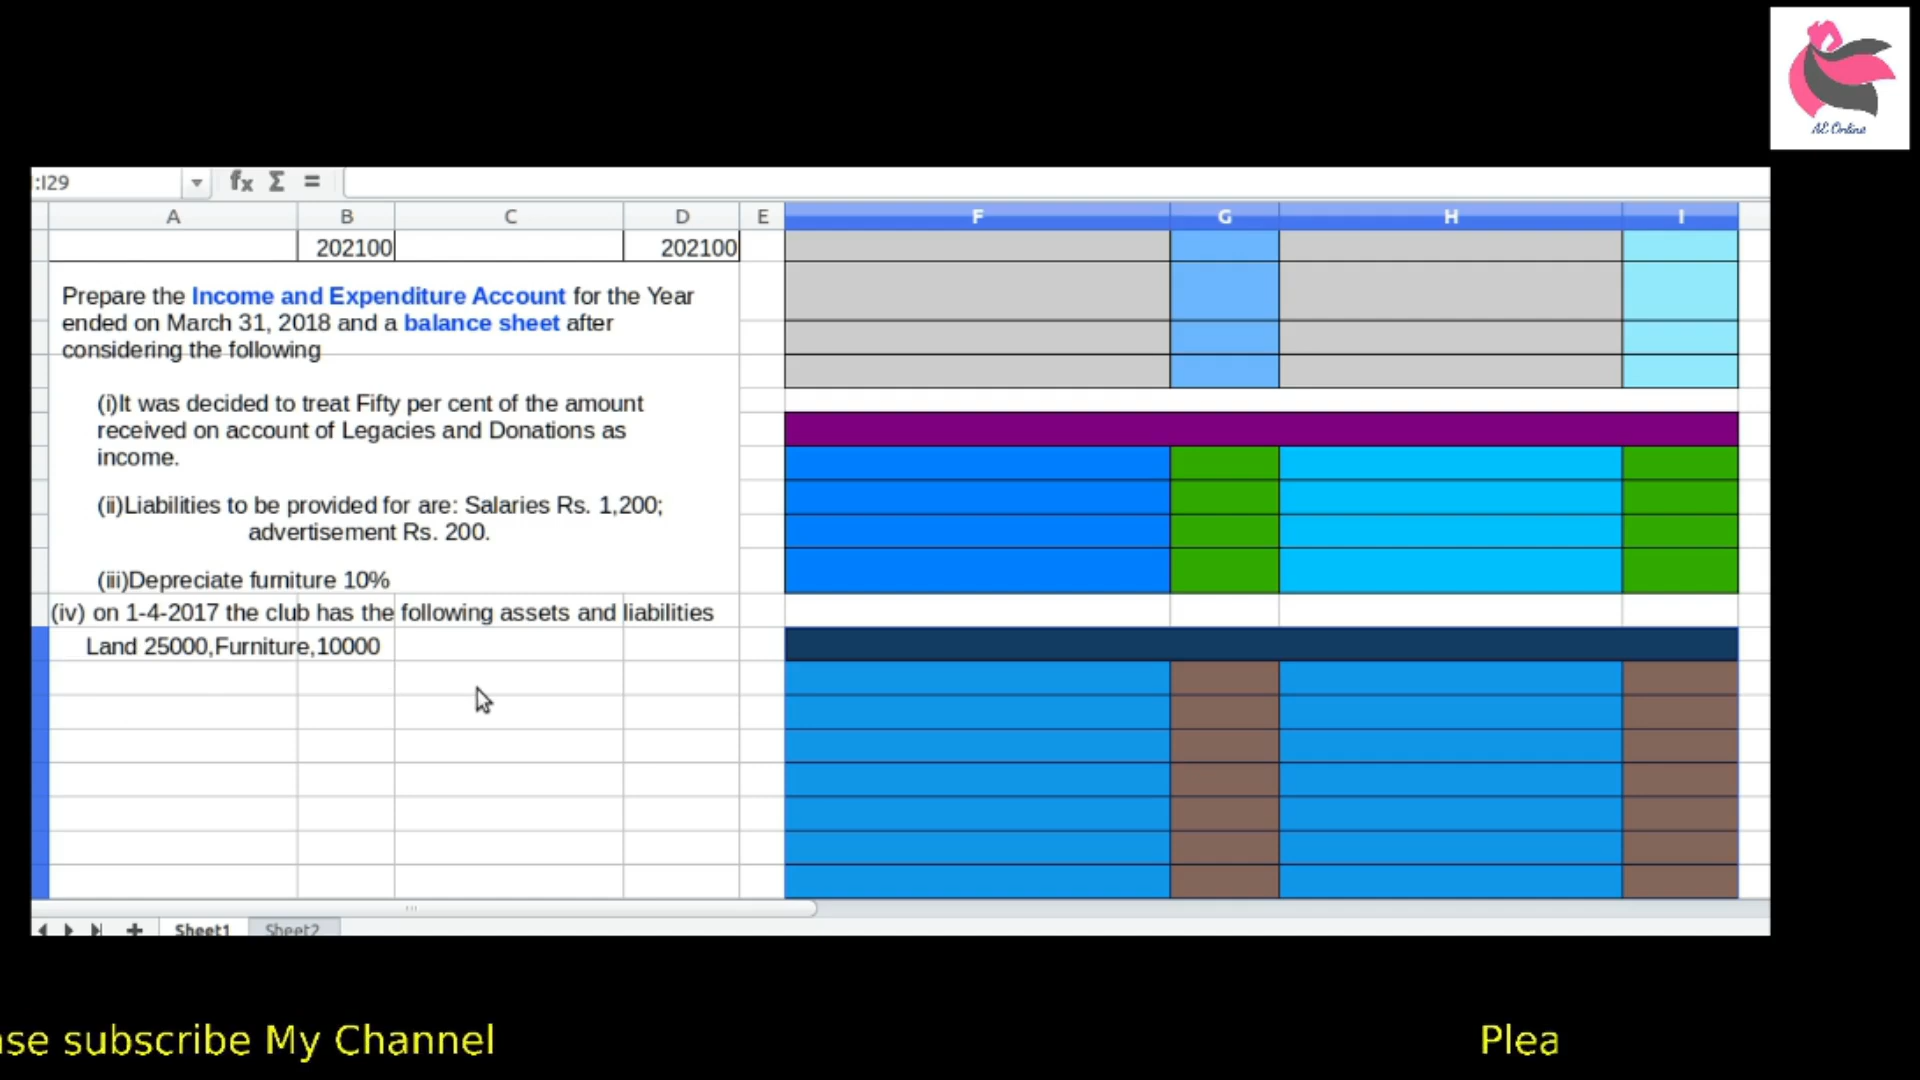 AE Online
:I29
fx Σ =
A B C D E F G H I
202100 202100
Prepare the Income and Expenditure Account for the Year
ended on March 31, 2018 and a balance sheet after
considering the following
(i)It was decided to treat Fifty per cent of the amount
received on account of Legacies and Donations as
income.
(ii)Liabilities to be provided for are: Salaries Rs. 1,200;
advertisement Rs. 200.
(iii)Depreciate furniture 10%
(iv) on 1-4-2017 the club has the following assets and liabilities
Land 25000,Furniture,10000
Sheet1 Sheet2
ase subscribe My Channel Plea